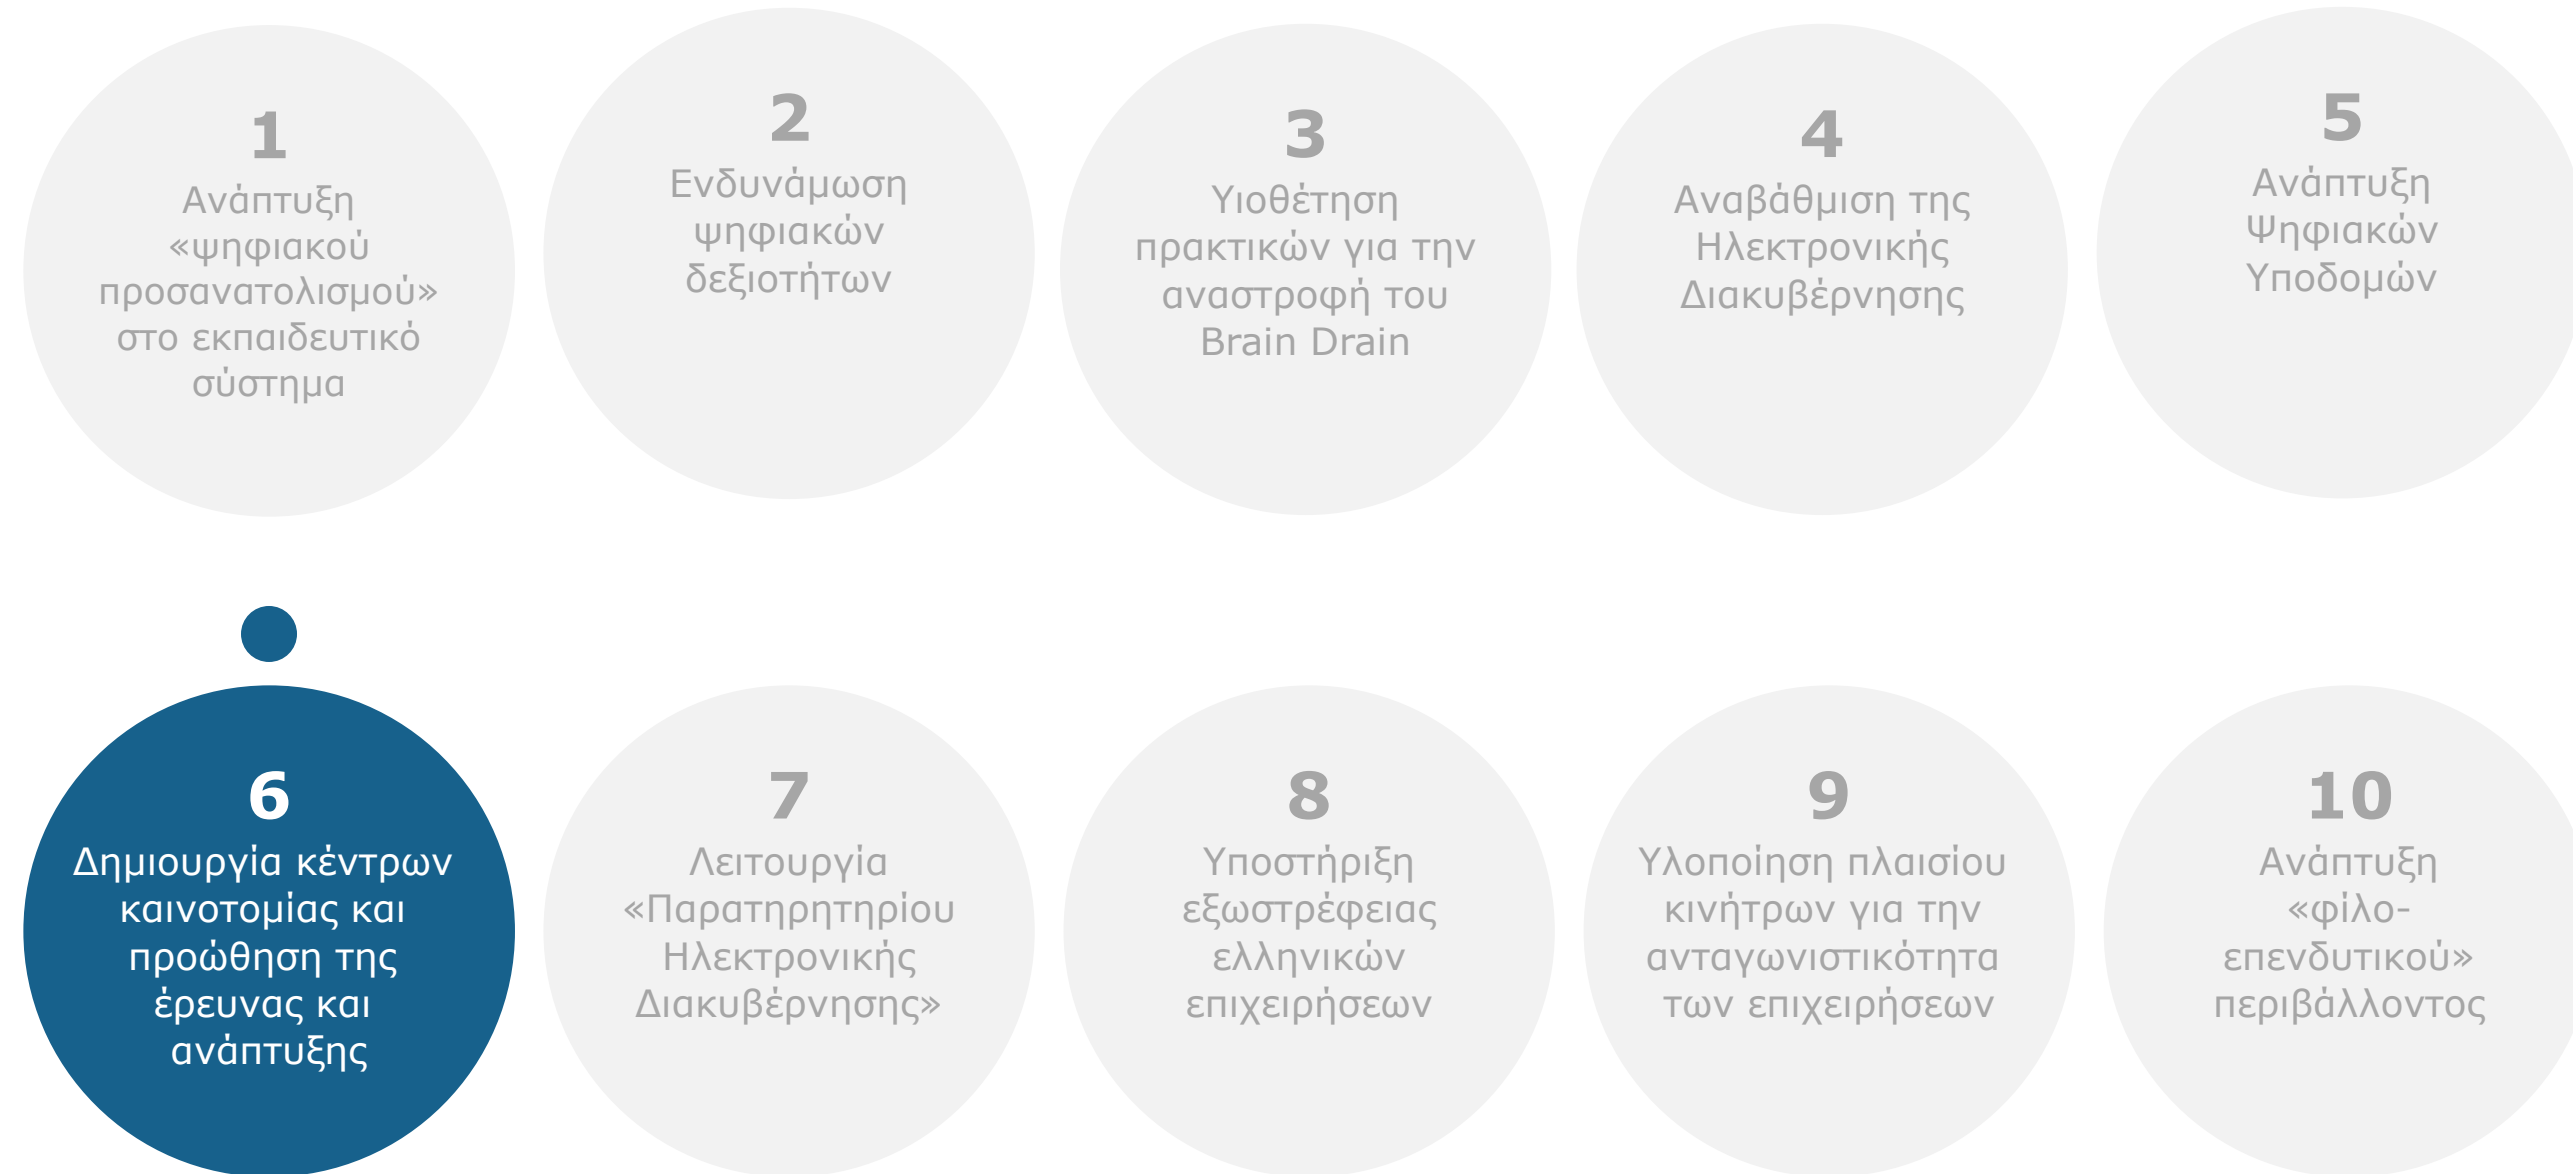 1
Ανάπτυξη
«ψηφιακού
προσανατολισμού»
στο εκπαιδευτικό
σύστημα
2
Ενδυνάμωση
ψηφιακών
δεξιοτήτων
3
Υιοθέτηση
πρακτικών για την
αναστροφή του
Brain Drain
4
Αναβάθμιση της
Ηλεκτρονικής
Διακυβέρνησης
5
Ανάπτυξη
Ψηφιακών
Υποδομών
6
Δημιουργία κέντρων
καινοτομίας και
προώθηση της
έρευνας και
ανάπτυξης
7
Λειτουργία
«Παρατηρητηρίου
Ηλεκτρονικής
Διακυβέρνησης»
8
Υποστήριξη
εξωστρέφειας
ελληνικών
επιχειρήσεων
9
Υλοποίηση πλαισίου
κινήτρων για την
ανταγωνιστικότητα
των επιχειρήσεων
10
Ανάπτυξη
«φίλο-
επενδυτικού»
περιβάλλοντος